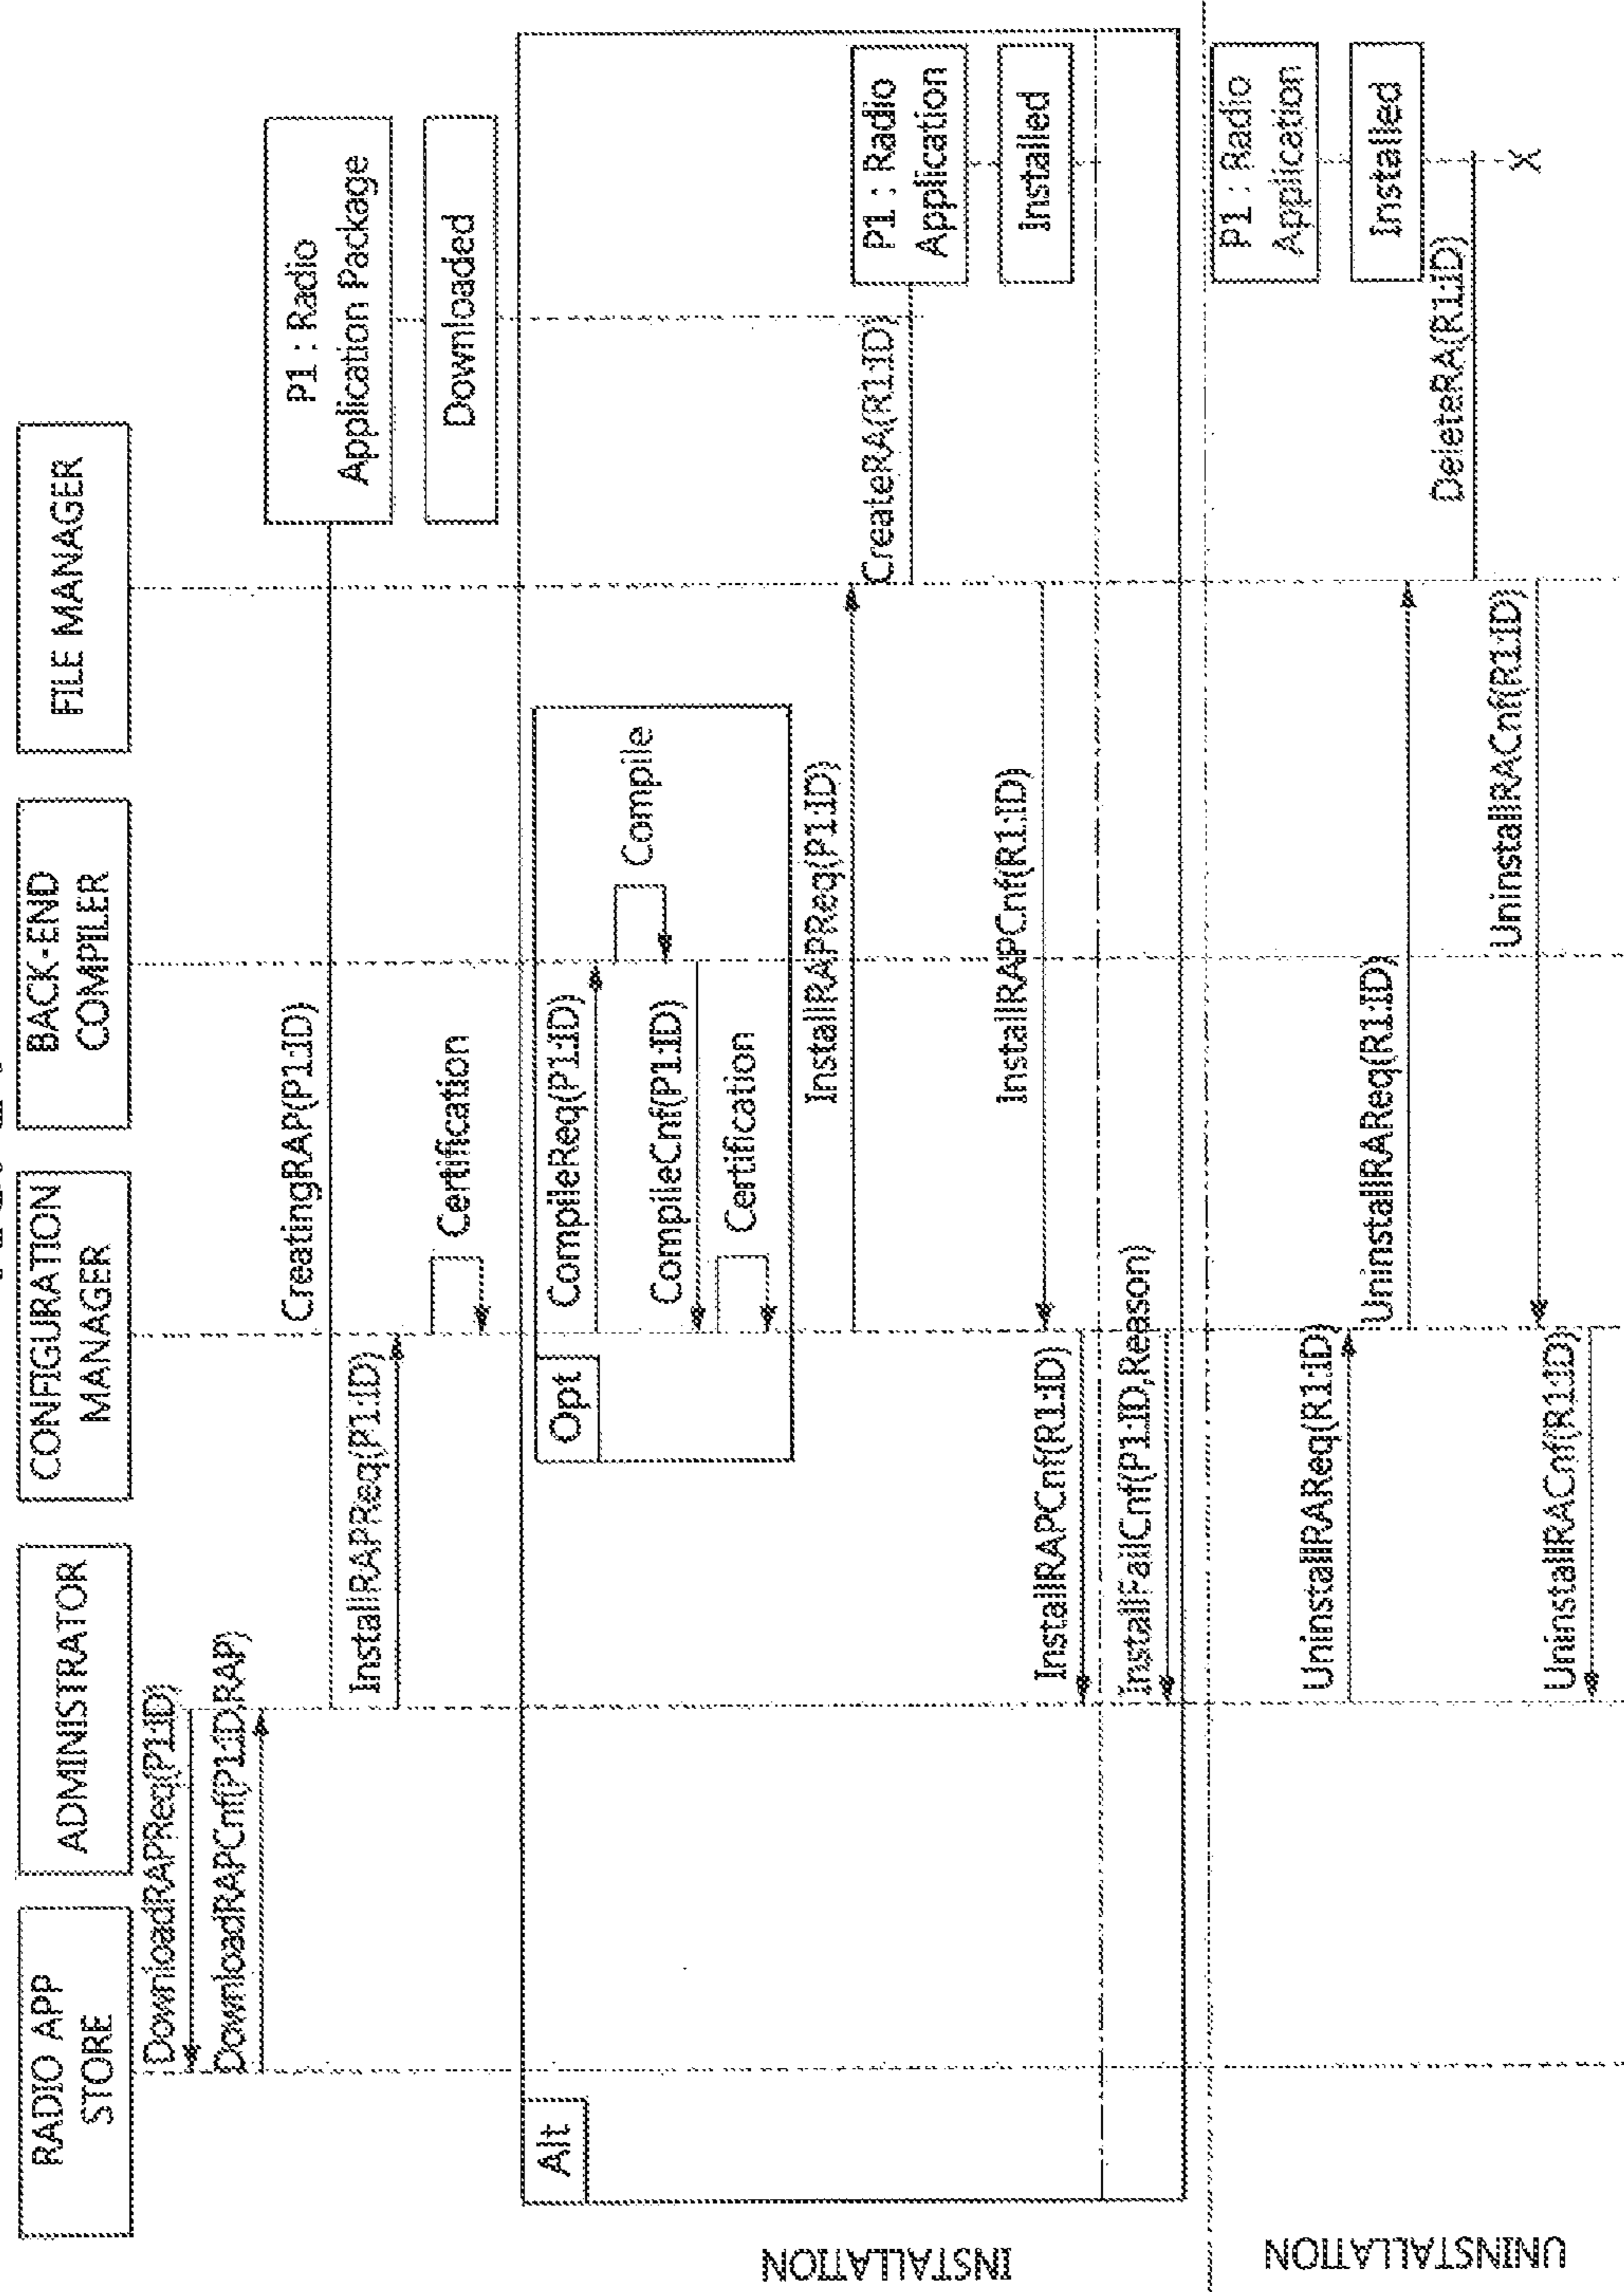 RADIO APP
STORE
ADMINISTRATOR
CONFIGURATION
MANAGER
BACK-END
COMPILER
FILE MANAGER
DownloadRAPReq(P1:ID)
DownloadRAPCnf(P1:ID,RAP)
CreatingRAP(P1:ID)
P1 : Radio
Application Package
InstallRAPReq(P1:ID)
Certification
Downloaded
Alt
Opt
CompileReq(P1:ID)
Compile
CompileCnf(P1:ID)
Certification
InstallRAPReq(P1:ID)
CreateRA(R1:ID)
P1 : Radio
Application
Installed
InstallRAPCnf(R1:ID)
InstallRAPCnf(R1:ID)
InstallFailCnf(P1:ID,Reason)
INSTALLATION
P1 : Radio
Application
UninstallRAReq(R1:ID)
UninstallRAReq(R1:ID)
Installed
DeleteRA(R1:ID)
X
UninstallRACnf(R1:ID)
UninstallRACnf(R1:ID)
UNINSTALLATION